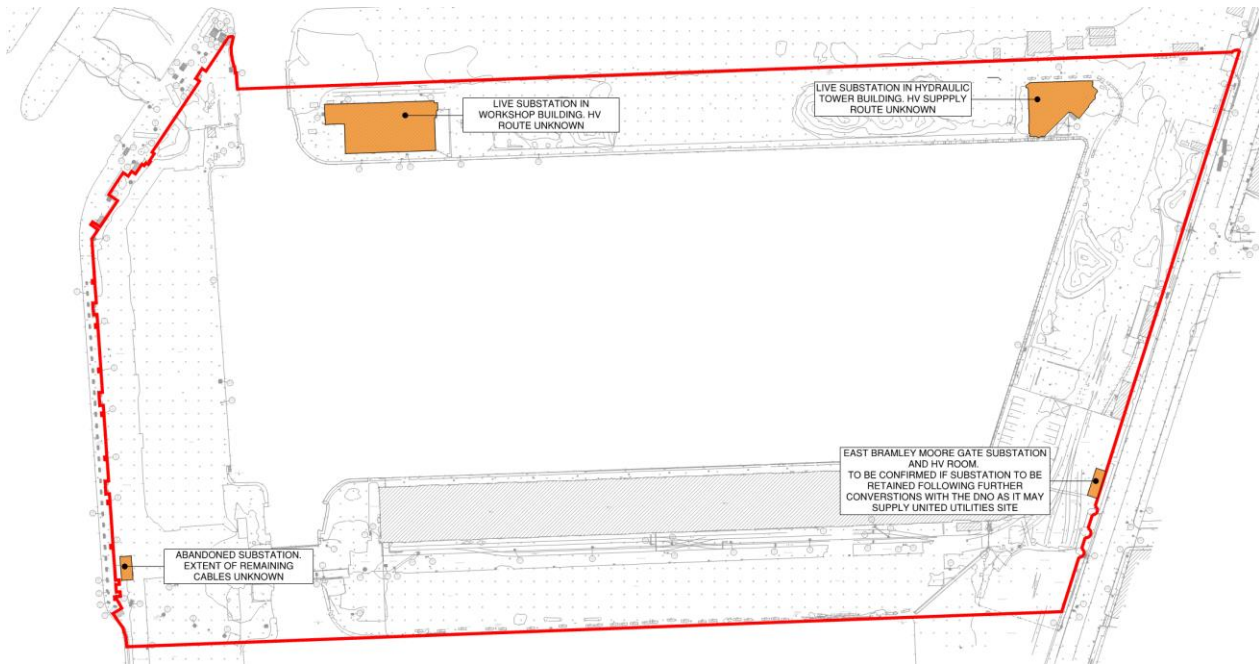 LIVE SUBSTATION IN
WORKSHOP BUILDING. HV
ROUTE UNKNOWN
LIVE SUBSTATION IN HYDRAULIC
TOWER BUILDING. HV SUPPPLY
ROUTE UNKNOWN
EAST BRAMLEY MOORE GATE SUBSTATION
AND HV ROOM.
TO BE CONFIRMED IF SUBSTATION TO BE
RETAINED FOLLOWING FURTHER
CONVERSTIONS WITH THE DNO AS IT MAY
SUPPLY UNITED UTILITIES SITE
ABANDONED SUBSTATION.
EXTENT OF REMAINING
CABLES UNKNOWN